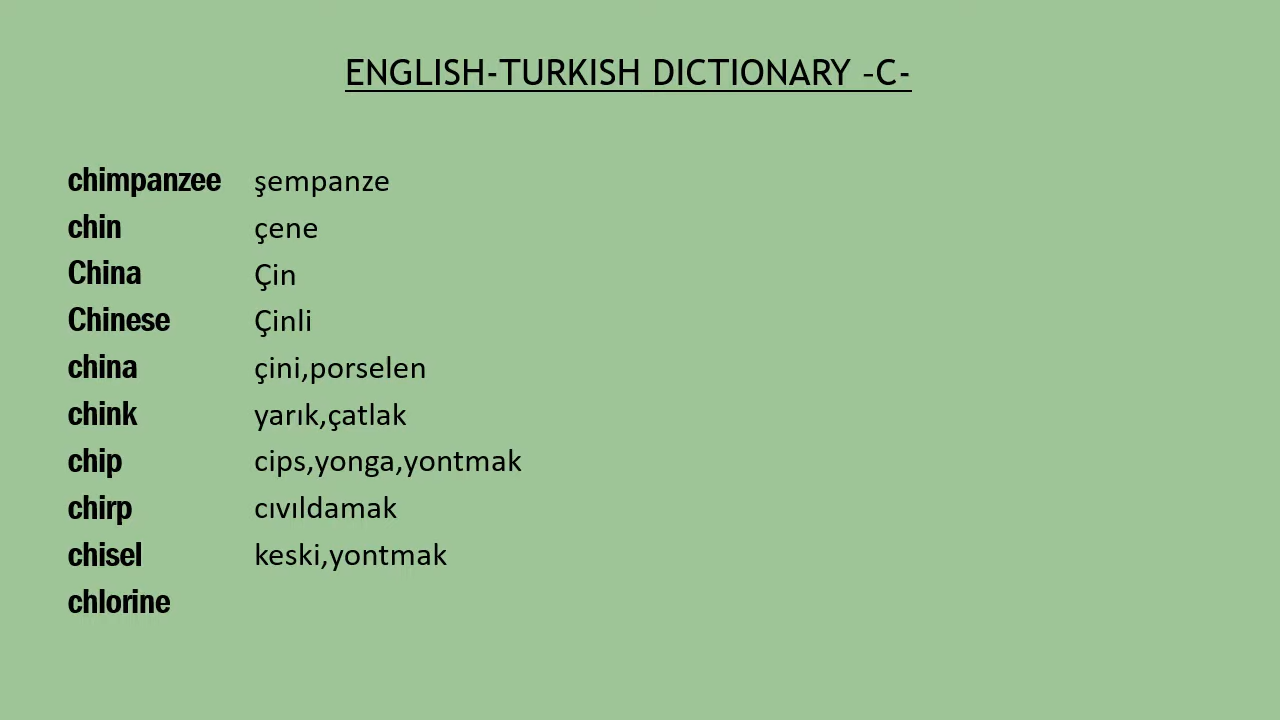 ENGLISH-TURKISH DICTIONARY –C-
chimpanzee şempanze
chin çene
China Çin
Chinese Çinli
china çini,porselen
chink yarık,çatlak
chip cips,yonga,yontmak
chirp cıvıldamak
chisel keski,yontmak
chlorine